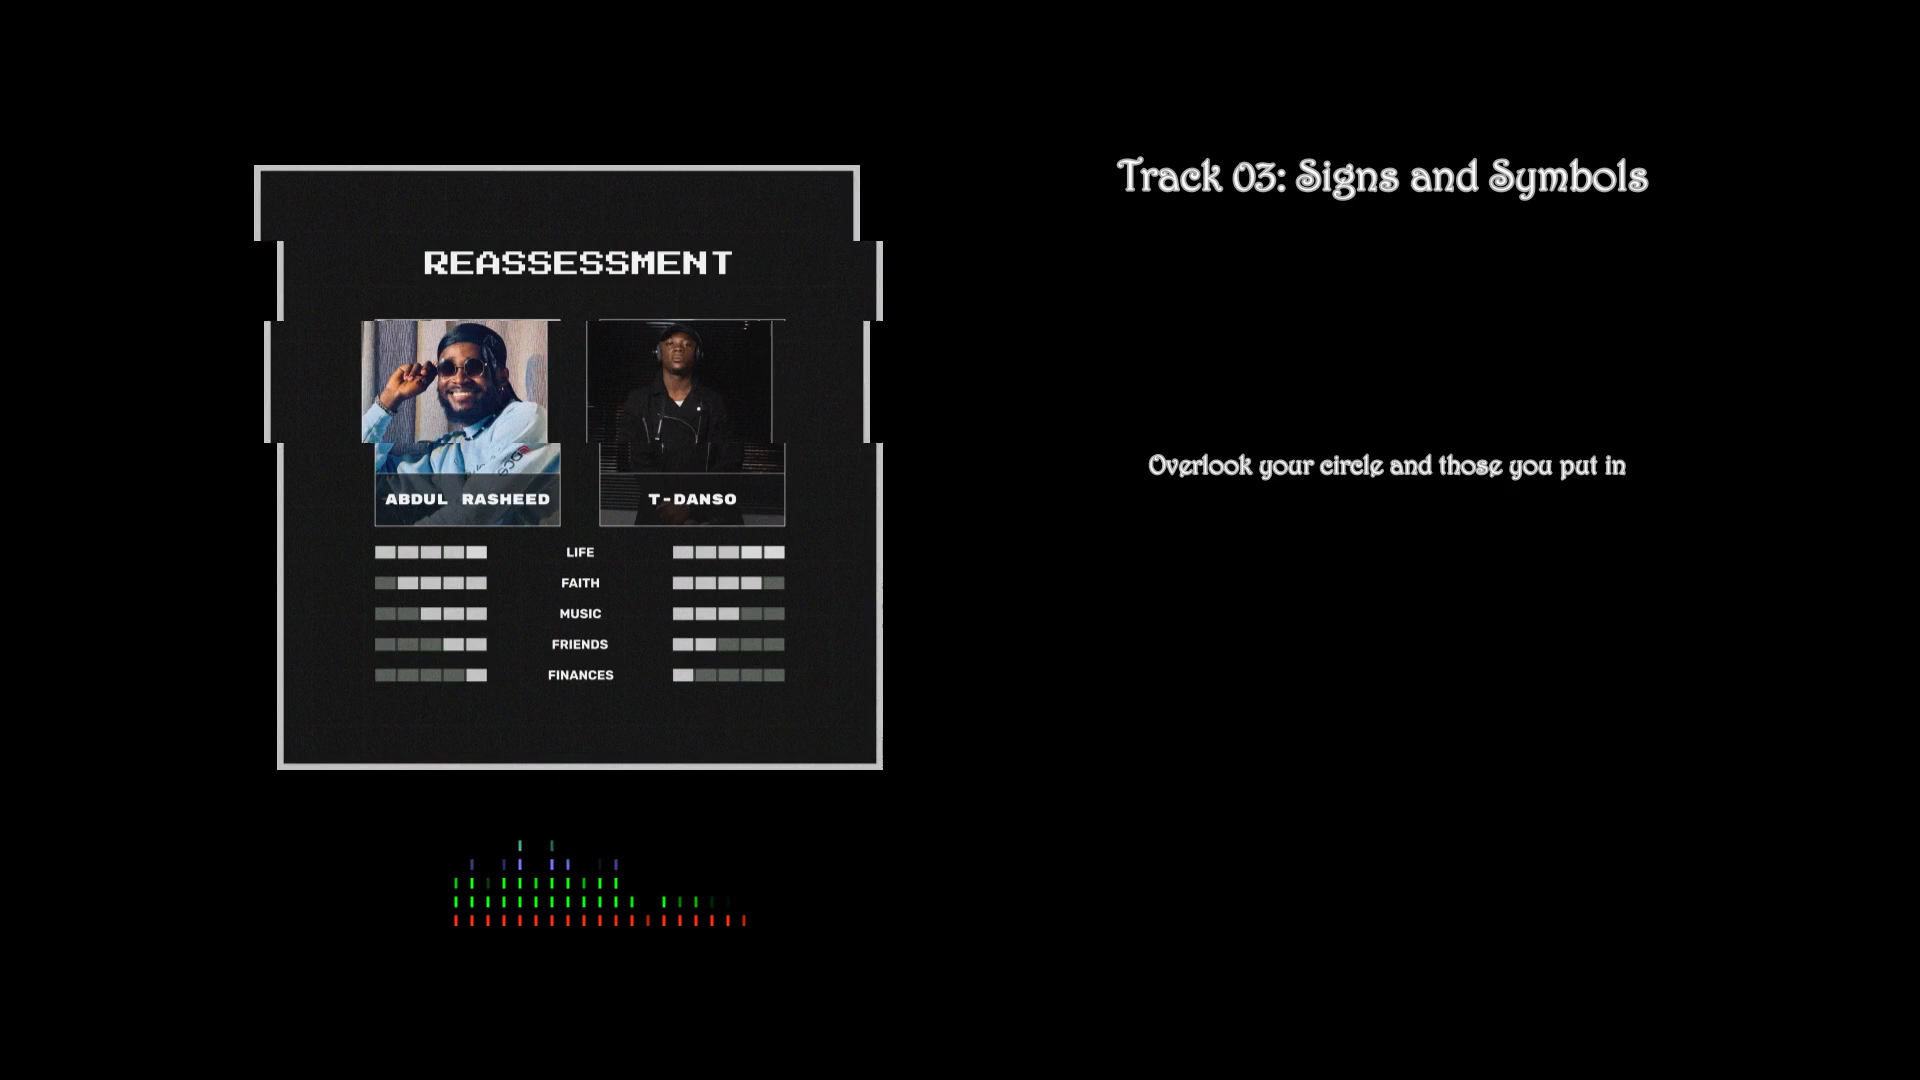 Track 03: Signs and Symbols
REASSESSMENT
ABDUL RASHEED
T-DANSO
LIFE
FAITH
MUSIC
FRIENDS
FINANCES
Overlook your circle and those you put in